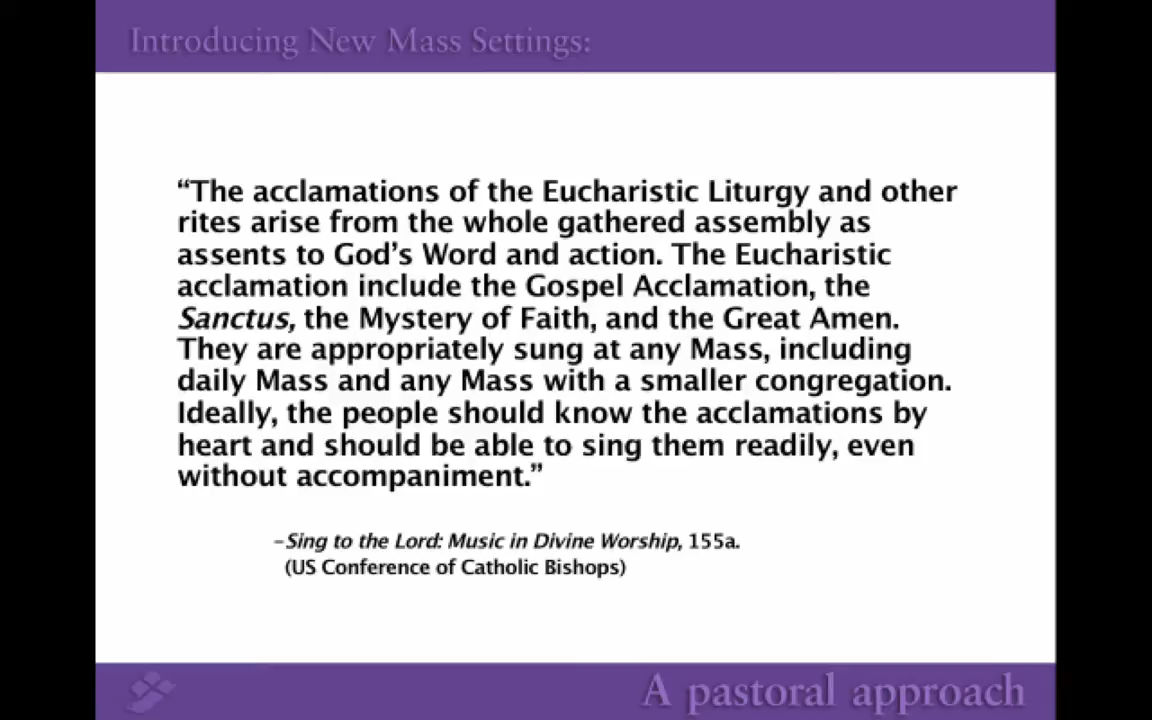 Introducing New Mass Settings:
“The acclamations of the Eucharistic Liturgy and other
rites arise from the whole gathered assembly as
assents to God’s Word and action. The Eucharistic
acclamation include the Gospel Acclamation, the
Sanctus, the Mystery of Faith, and the Great Amen.
They are appropriately sung at any Mass, including
daily Mass and any Mass with a smaller congregation.
Ideally, the people should know the acclamations by
heart and should be able to sing them readily, even
without accompaniment.”
–Sing to the Lord: Music in Divine Worship, 155a.
(US Conference of Catholic Bishops)
A pastoral approach